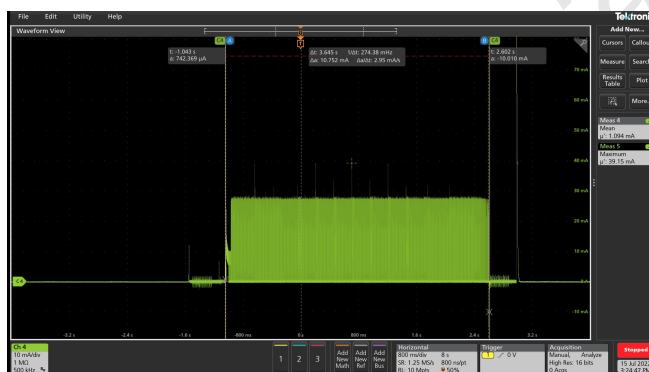 File Edit Utility Help
Tektroni
Waveform View
Add New...
C4 A
B C4
Cursors Callou
t: -1.043 s
a: 742.369 µA
Δt: 3.645 s 1/Δt: 274.38 mHz
Δa: 10.752 mA Δa/Δt: 2.95 mA/s
t: 2.602 s
a: -10.010 mA
Measure Search
70 mA
Results
Table
Plot
60 mA
More...
Meas 4
Mean
µ': 1.094 mA
50 mA
Meas 5
Maximum
µ': 39.15 mA
40 mA
30 mA
20 mA
10 mA
C4
-10 mA
-3.2 s -2.4 s -1.6 s -800 ms 0 s 800 ms 1.6 s 2.4 s 3.2 s
Ch 4
10 mA/div
1 MΩ
500 kHz
1 2 3
Add
New
Math
Add
New
Ref
Add
New
Bus
Horizontal
800 ms/div 8 s
SR: 1.25 MS/s 800 ns/pt
RL: 10 Mpts 50%
Trigger
1 0 V
Acquisition
Manual, Analyze
High Res: 16 bits
0 Acqs
Stopped
15 Jul 202
3:24:47 PM